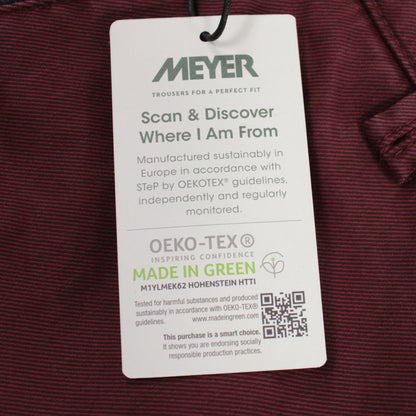 MEYER
TROUSERS FOR A PERFECT FIT
Scan & Discover
Where I Am From
Manufactured sustainably in
Europe in accordance with
STeP by OEKOTEX® guidelines,
independently and regularly
monitored.
OEKO-TEX®
INSPIRING CONFIDENCE
MADE IN GREEN
M1YLMEK62 HOHENSTEIN HTTI
Tested for harmful substances and produced
sustainably in accordance with OEKO-TEX®
guidelines. www.madeingreen.com
This purchase is a smart choice.
It shows you are endorsing socially
responsible production practices.